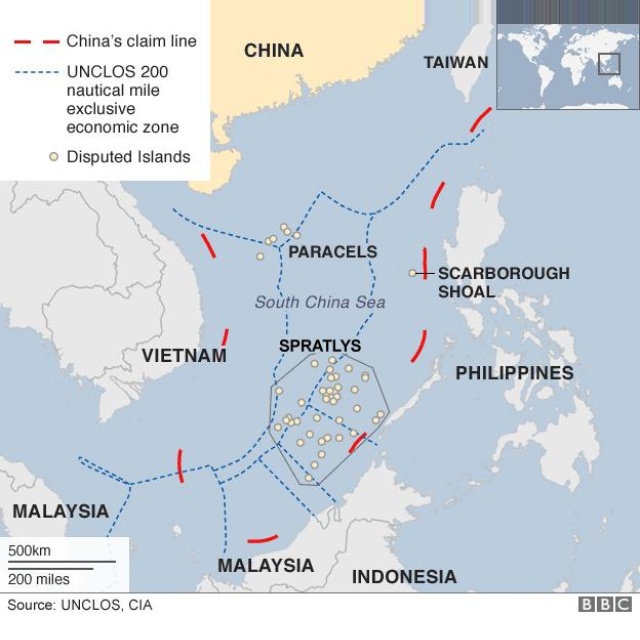 China's claim line
UNCLOS 200
nautical mile
exclusive
economic zone
Disputed Islands
CHINA
TAIWAN
PARACELS
SCARBOROUGH
SHOAL
South China Sea
SPRATLYS
VIETNAM
PHILIPPINES
MALAYSIA
MALAYSIA
INDONESIA
500km
200 miles
Source: UNCLOS, CIA
BBC